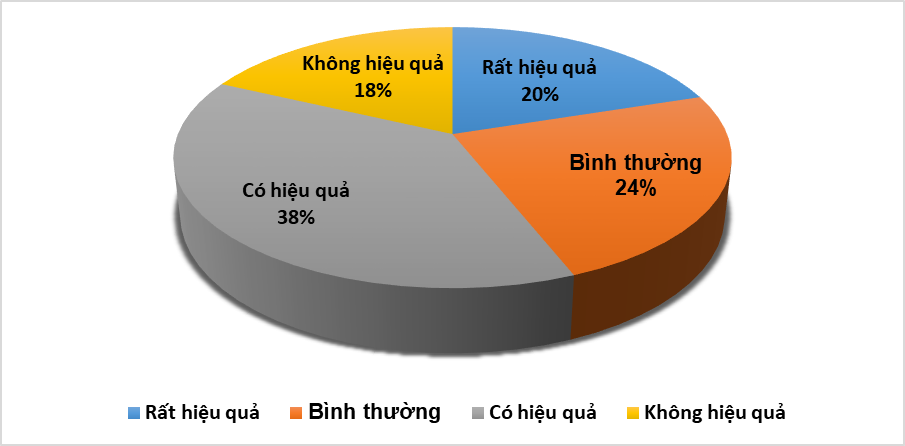 Không hiệu quả
18%
Rất hiệu quả
20%
Bình thường
24%
Có hiệu quả
38%
Rất hiệu quả Bình thường Có hiệu quả Không hiệu quả